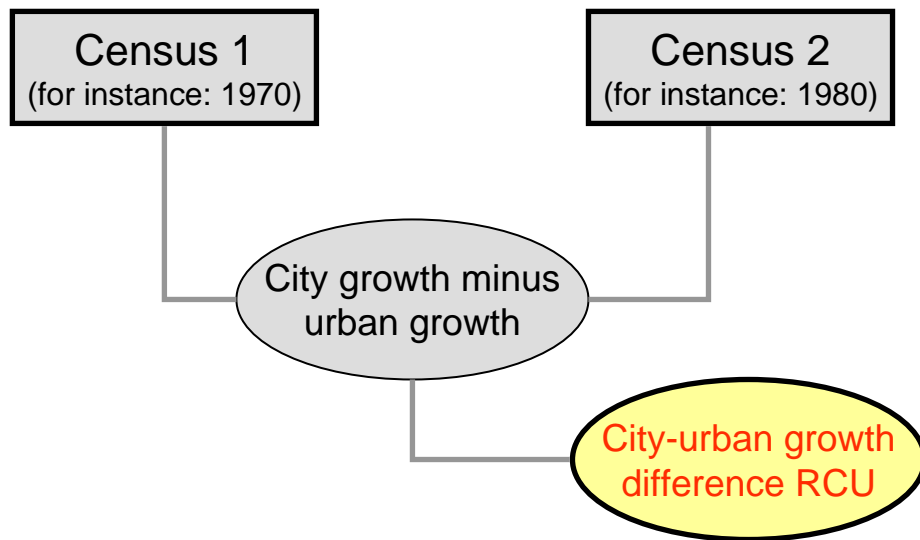 Census 1
(for instance: 1970)
Census 2
(for instance: 1980)
City growth minus
urban growth
City-urban growth
difference RCU